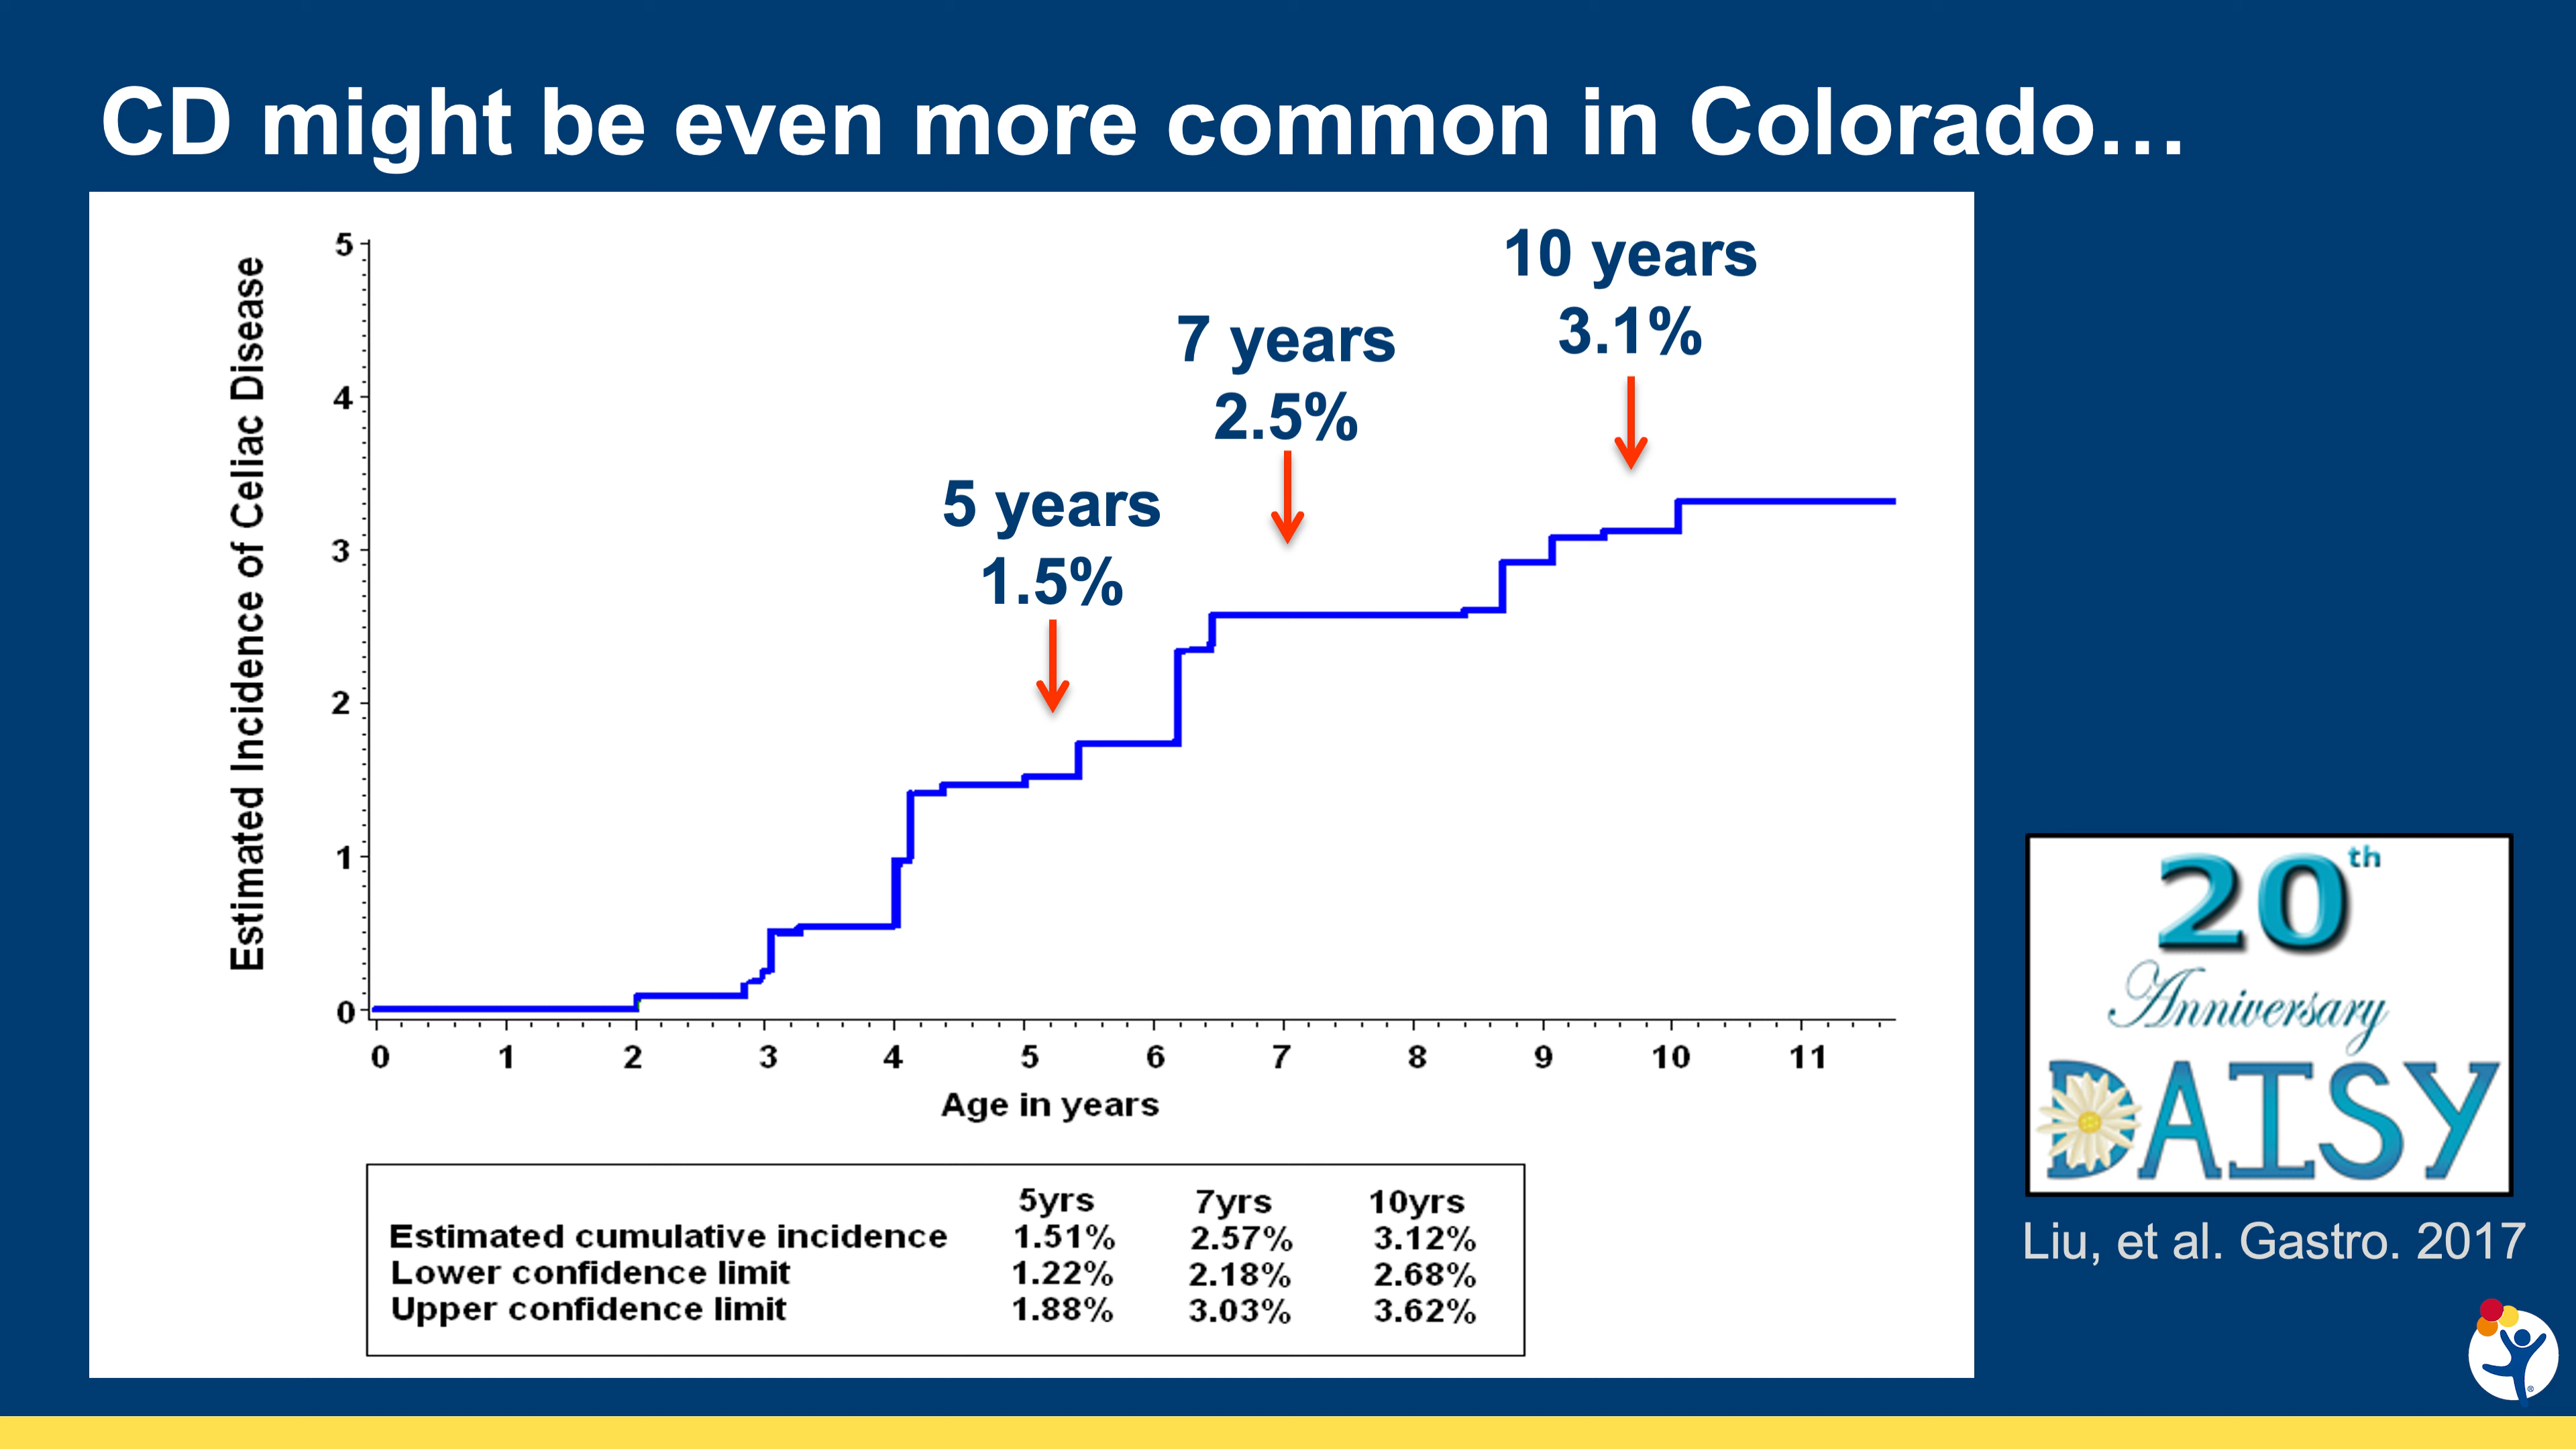 CD might be even more common in Colorado…
Estimated Incidence of Celiac Disease
5
4
3
2
1
0
10 years
3.1%
7 years
2.5%
5 years
1.5%
0 1 2 3 4 5 6 7 8 9 10 11
Age in years
5yrs 7yrs 10yrs
Estimated cumulative incidence 1.51% 2.57% 3.12%
Lower confidence limit 1.22% 2.18% 2.68%
Upper confidence limit 1.88% 3.03% 3.62%
20th
Anniversary
DAISY
Liu, et al. Gastro. 2017
®